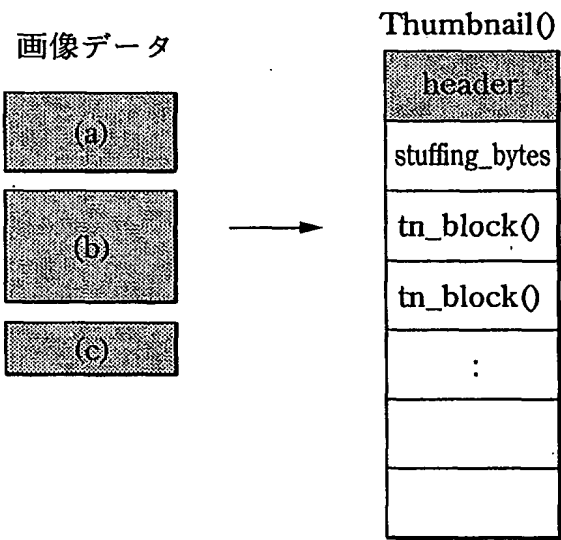 画像データ
(a)
(b)
(c)
Thumbnail()
header
stuffing_bytes
tn_block()
tn_block()
: